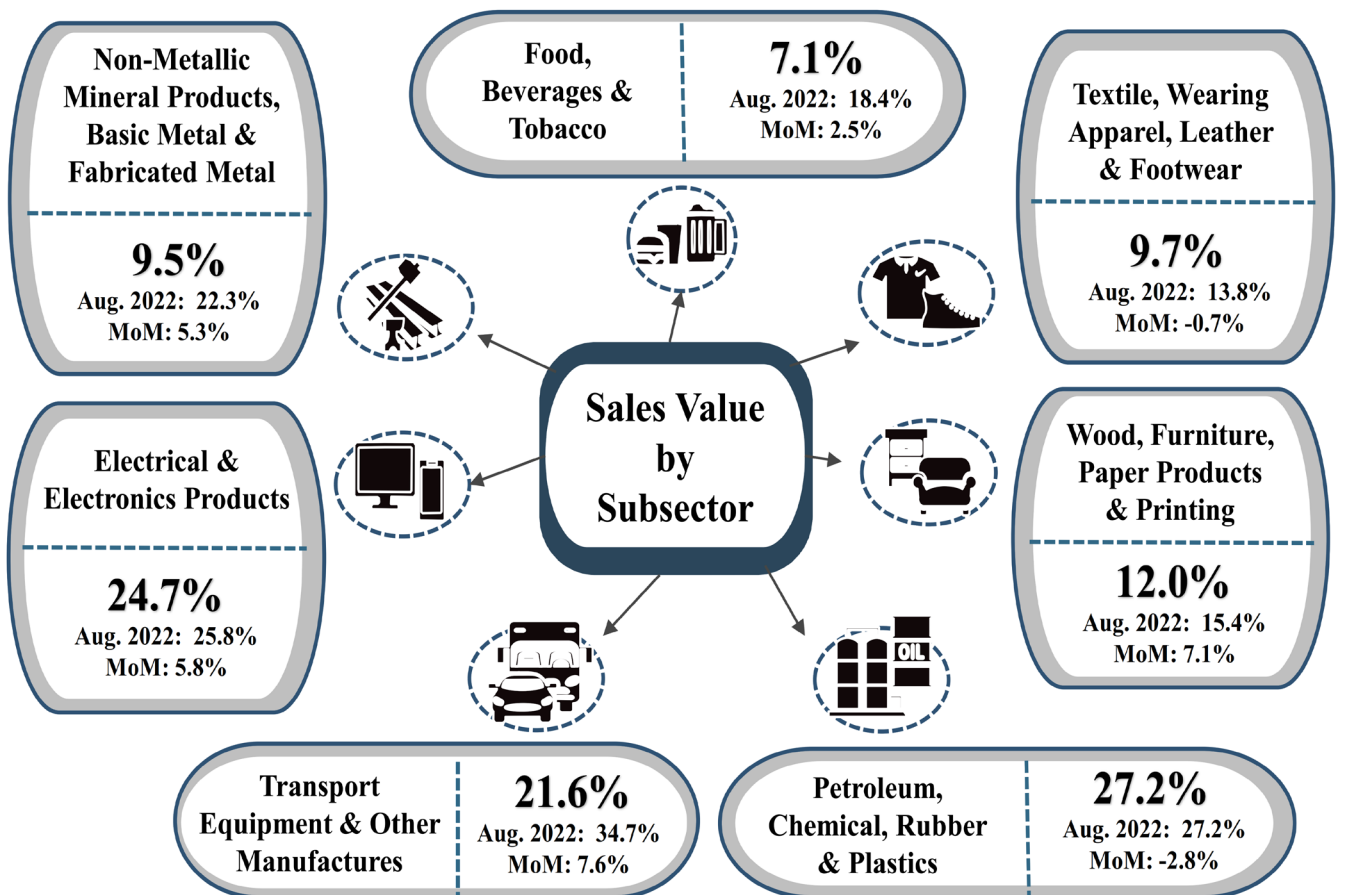 Non-Metallic
Mineral Products,
Basic Metal &
Fabricated Metal
9.5%
Aug. 2022: 22.3%
MoM: 5.3%
Food,
Beverages &
Tobacco
7.1%
Aug. 2022: 18.4%
MoM: 2.5%
Textile, Wearing
Apparel, Leather
& Footwear
9.7%
Aug. 2022: 13.8%
MoM: -0.7%
Sales Value
by
Subsector
Electrical &
Electronics Products
24.7%
Aug. 2022: 25.8%
MoM: 5.8%
Wood, Furniture,
Paper Products
& Printing
12.0%
Aug. 2022: 15.4%
MoM: 7.1%
OIL
Transport
Equipment & Other
Manufactures
21.6%
Aug. 2022: 34.7%
MoM: 7.6%
Petroleum,
Chemical, Rubber
& Plastics
27.2%
Aug. 2022: 27.2%
MoM: -2.8%